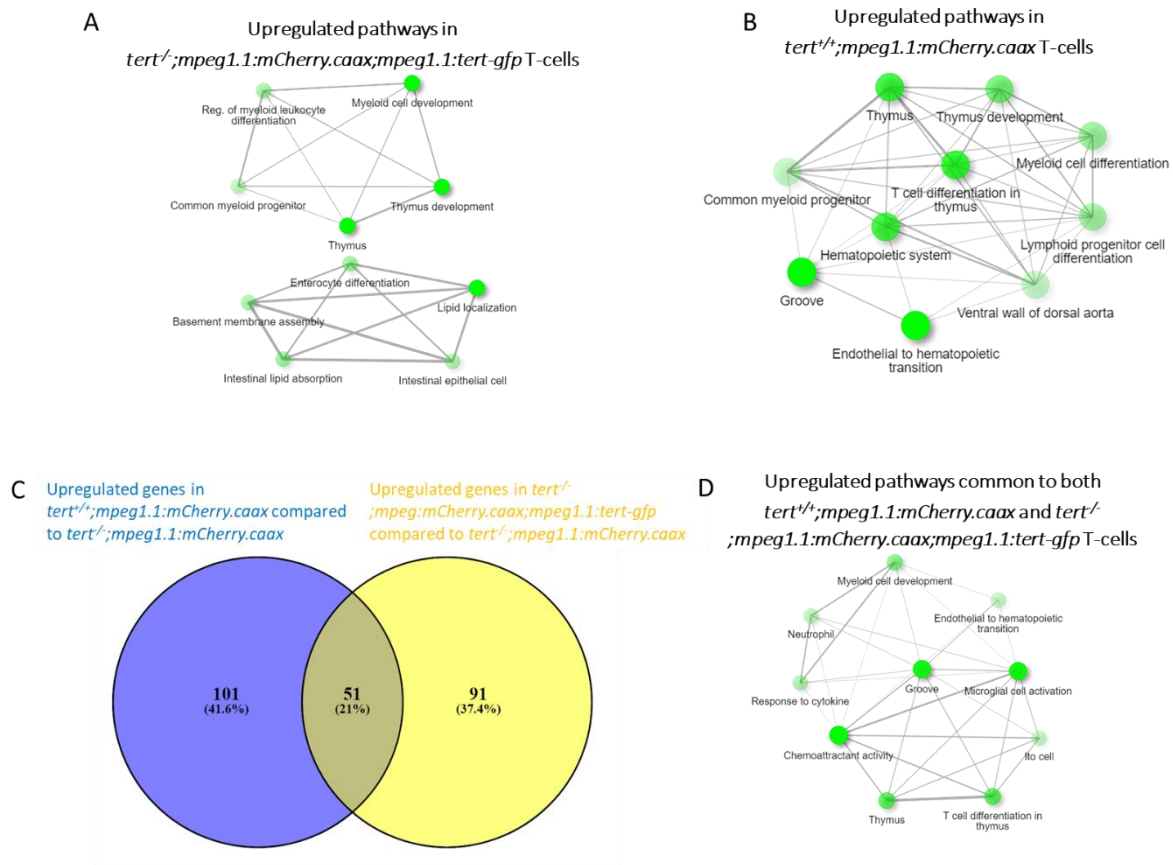 A
Upregulated pathways in
tert-/-;mpeg1.1:mCherry.caax;mpeg1.1:tert-gfp T-cells
Reg. of myeloid leukocyte
differentiation
Myeloid cell development
Common myeloid progenitor
Thymus development
Thymus
Enterocyte differentiation
Lipid localization
Basement membrane assembly
Intestinal lipid absorption
Intestinal epithelial cell
B
Upregulated pathways in
tert+/+;mpeg1.1:mCherry.caax T-cells
Thymus
Thymus development
Myeloid cell differentiation
Common myeloid progenitor
T cell differentiation in
thymus
Lymphoid progenitor cell
differentiation
Hematopoietic system
Groove
Ventral wall of dorsal aorta
Endothelial to hematopoietic
transition
C
Upregulated genes in
tert+/+;mpeg1.1:mCherry.caax compared
to tert-/-;mpeg1.1:mCherry.caax
Upregulated genes in tert-/-
;mpeg:mCherry.caax;mpeg1.1:tert-gfp
compared to tert-/-;mpeg1.1:mCherry.caax
101
(41.6%)
51
(21%)
91
(37.4%)
D
Upregulated pathways common to both
tert+/+;mpeg1.1:mCherry.caax and tert-/-
;mpeg1.1:mCherry.caax;mpeg1.1:tert-gfp T-cells
Myeloid cell development
Endothelial to hematopoietic
transition
Neutrophil
Groove
Microglial cell activation
Response to cytokine
Chemoattractant activity
Ito cell
Thymus
T cell differentiation in
thymus